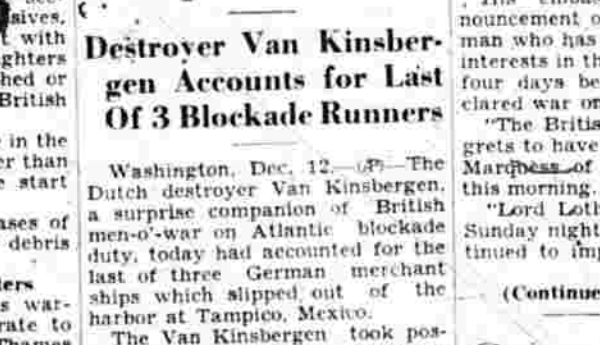 sives,
t with
ghters
hed or
British
in the
er than
e start
ases of
debris
ers
s war-
rate to
Thames
Destroyer Van Kinsber-
gen Accounts for Last
Of 3 Blockade Runners
Washington, Dec. 12.—(AP)—The
Dutch destroyer Van Kinsbergen,
a surprise companion of British
men-o'-war on Atlantic blockade
duty, today had accounted for the
last of three German merchant
ships which slipped out of the
harbor at Tampico, Mexico.
The Van Kinsbergen took pos-
nouncement o
man who has
interests in th
four days be
clared war on
"The Britis
grets to have
Marquess of
this morning.
"Lord Loth
Sunday night
tinued to imp
(Continue